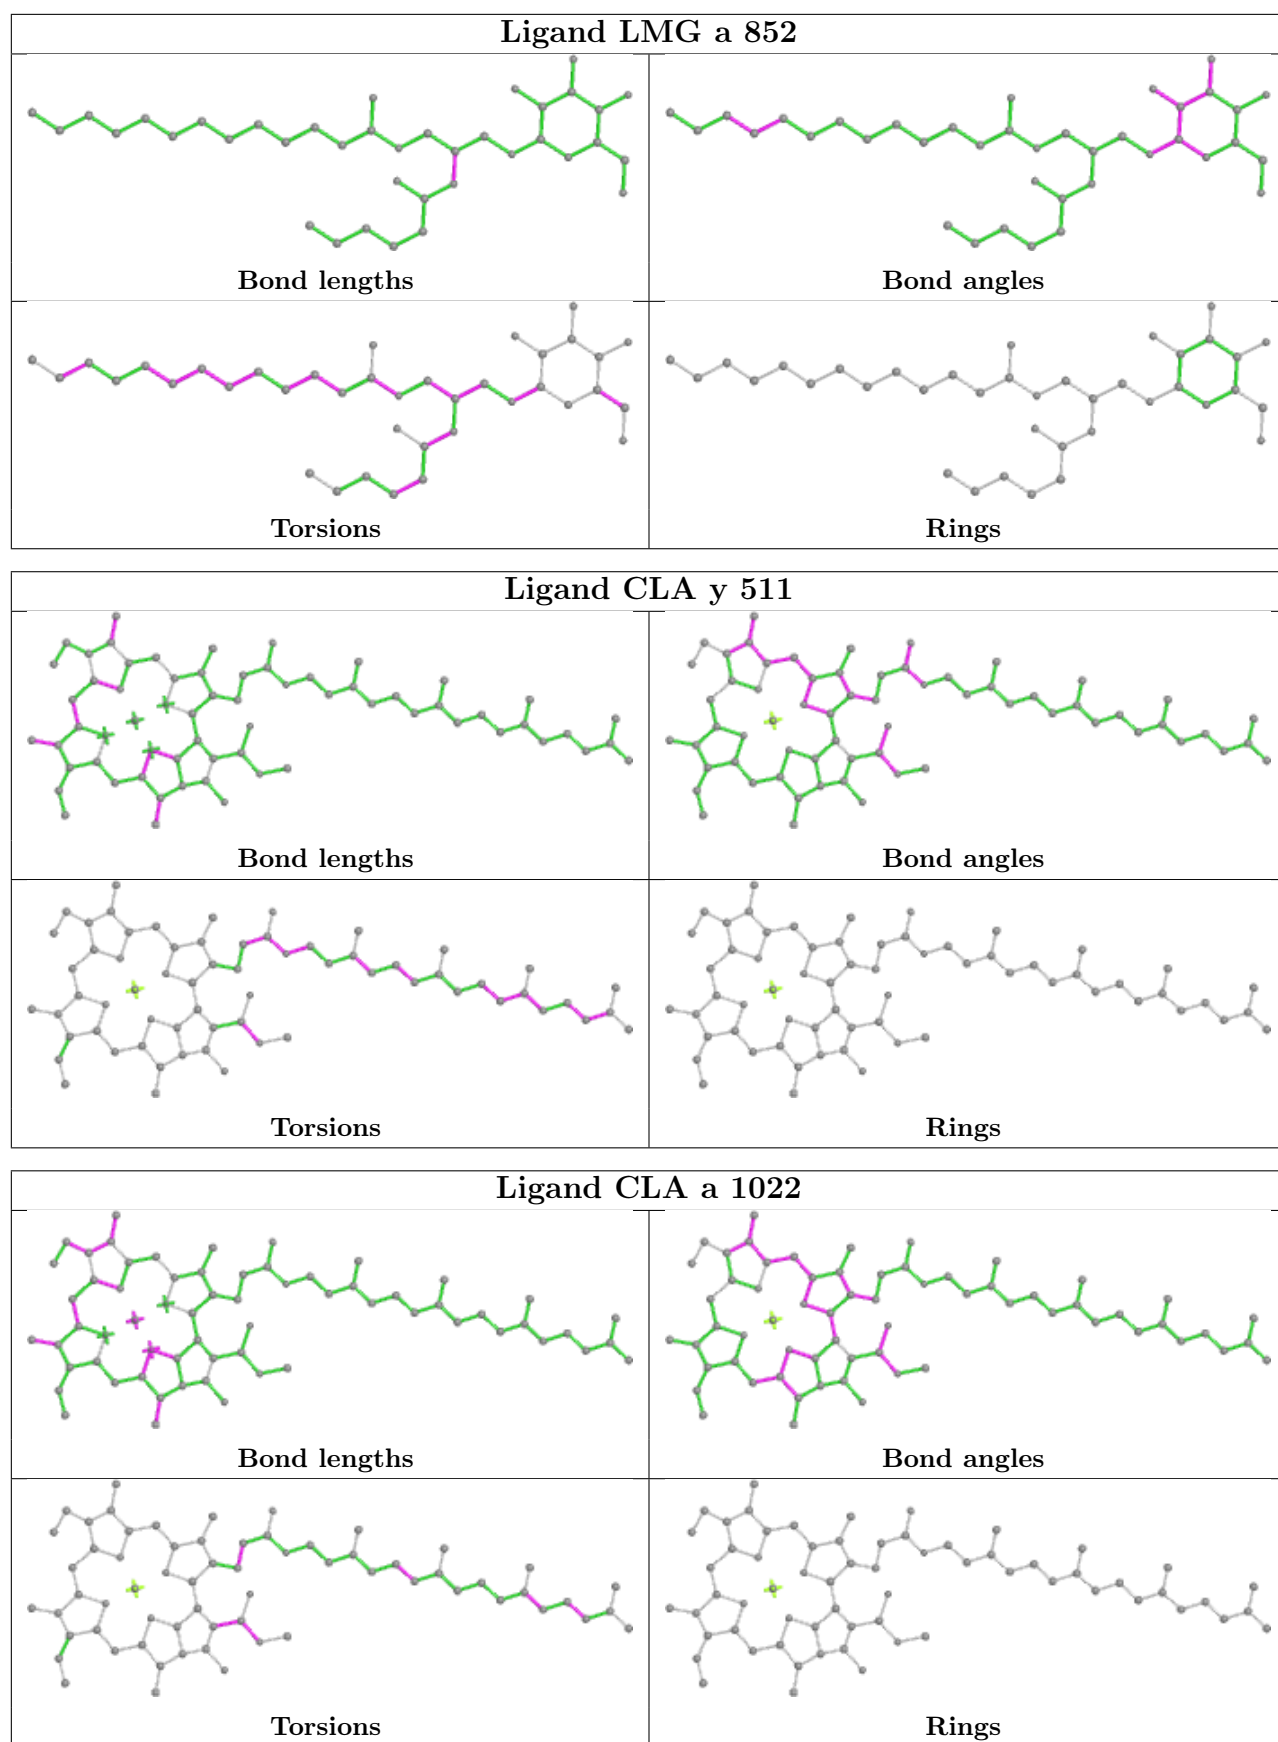 Ligand LMG a 852
Bond lengths
Bond angles
Torsions
Rings
Ligand CLA y 511
Bond lengths
Bond angles
Torsions
Rings
Ligand CLA a 1022
Bond lengths
Bond angles
Torsions
Rings